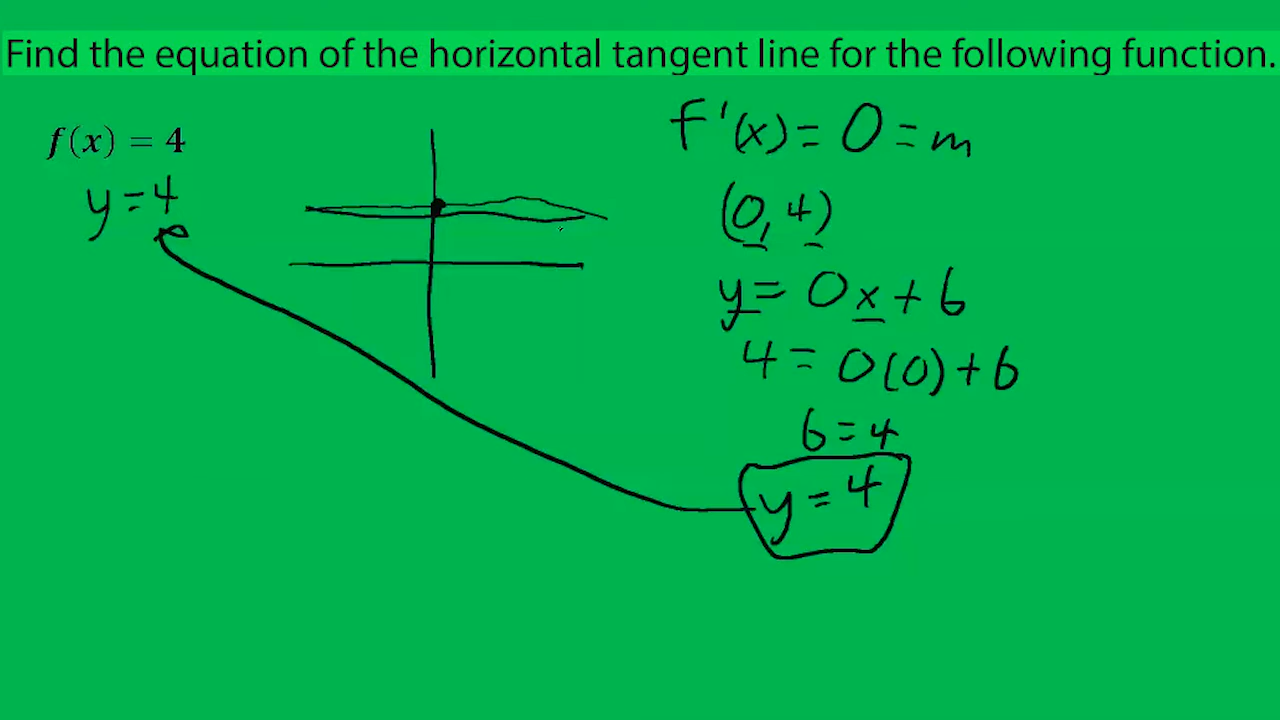 Find the equation of the horizontal tangent line for the following function.
f(x) = 4
y = 4
f'(x) = 0 = m
(0, 4)
y = 0x + b
4 = 0(0) + b
b = 4
y = 4